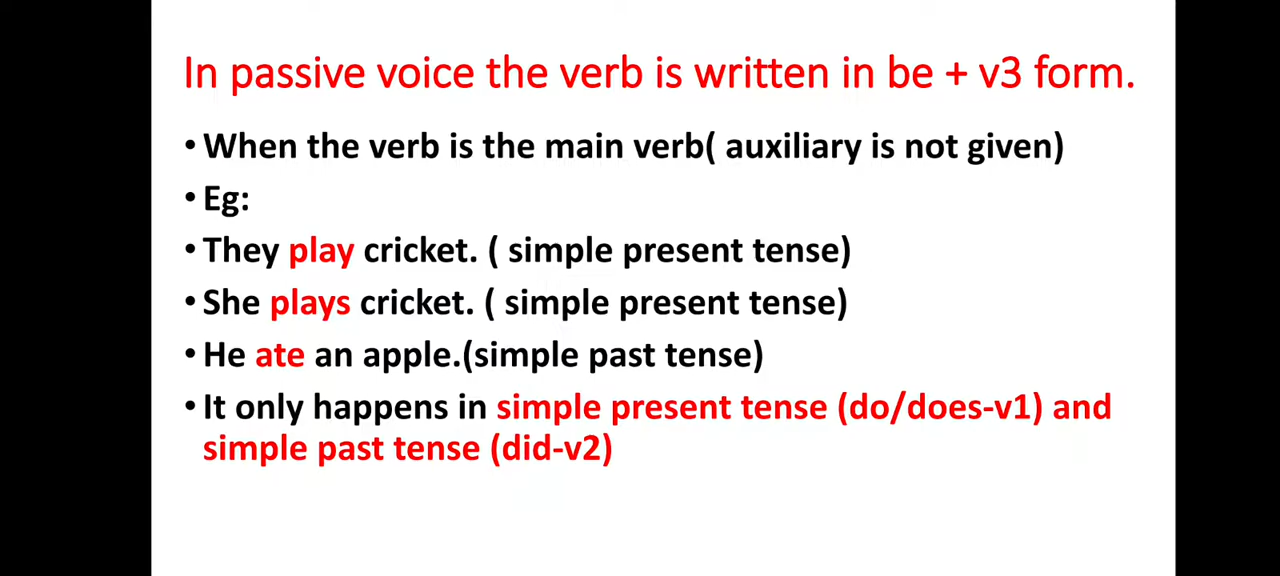 In passive voice the verb is written in be + v3 form.
• When the verb is the main verb( auxiliary is not given)
• Eg:
• They play cricket. ( simple present tense)
• She plays cricket. ( simple present tense)
• He ate an apple.(simple past tense)
• It only happens in simple present tense (do/does-v1) and
simple past tense (did-v2)